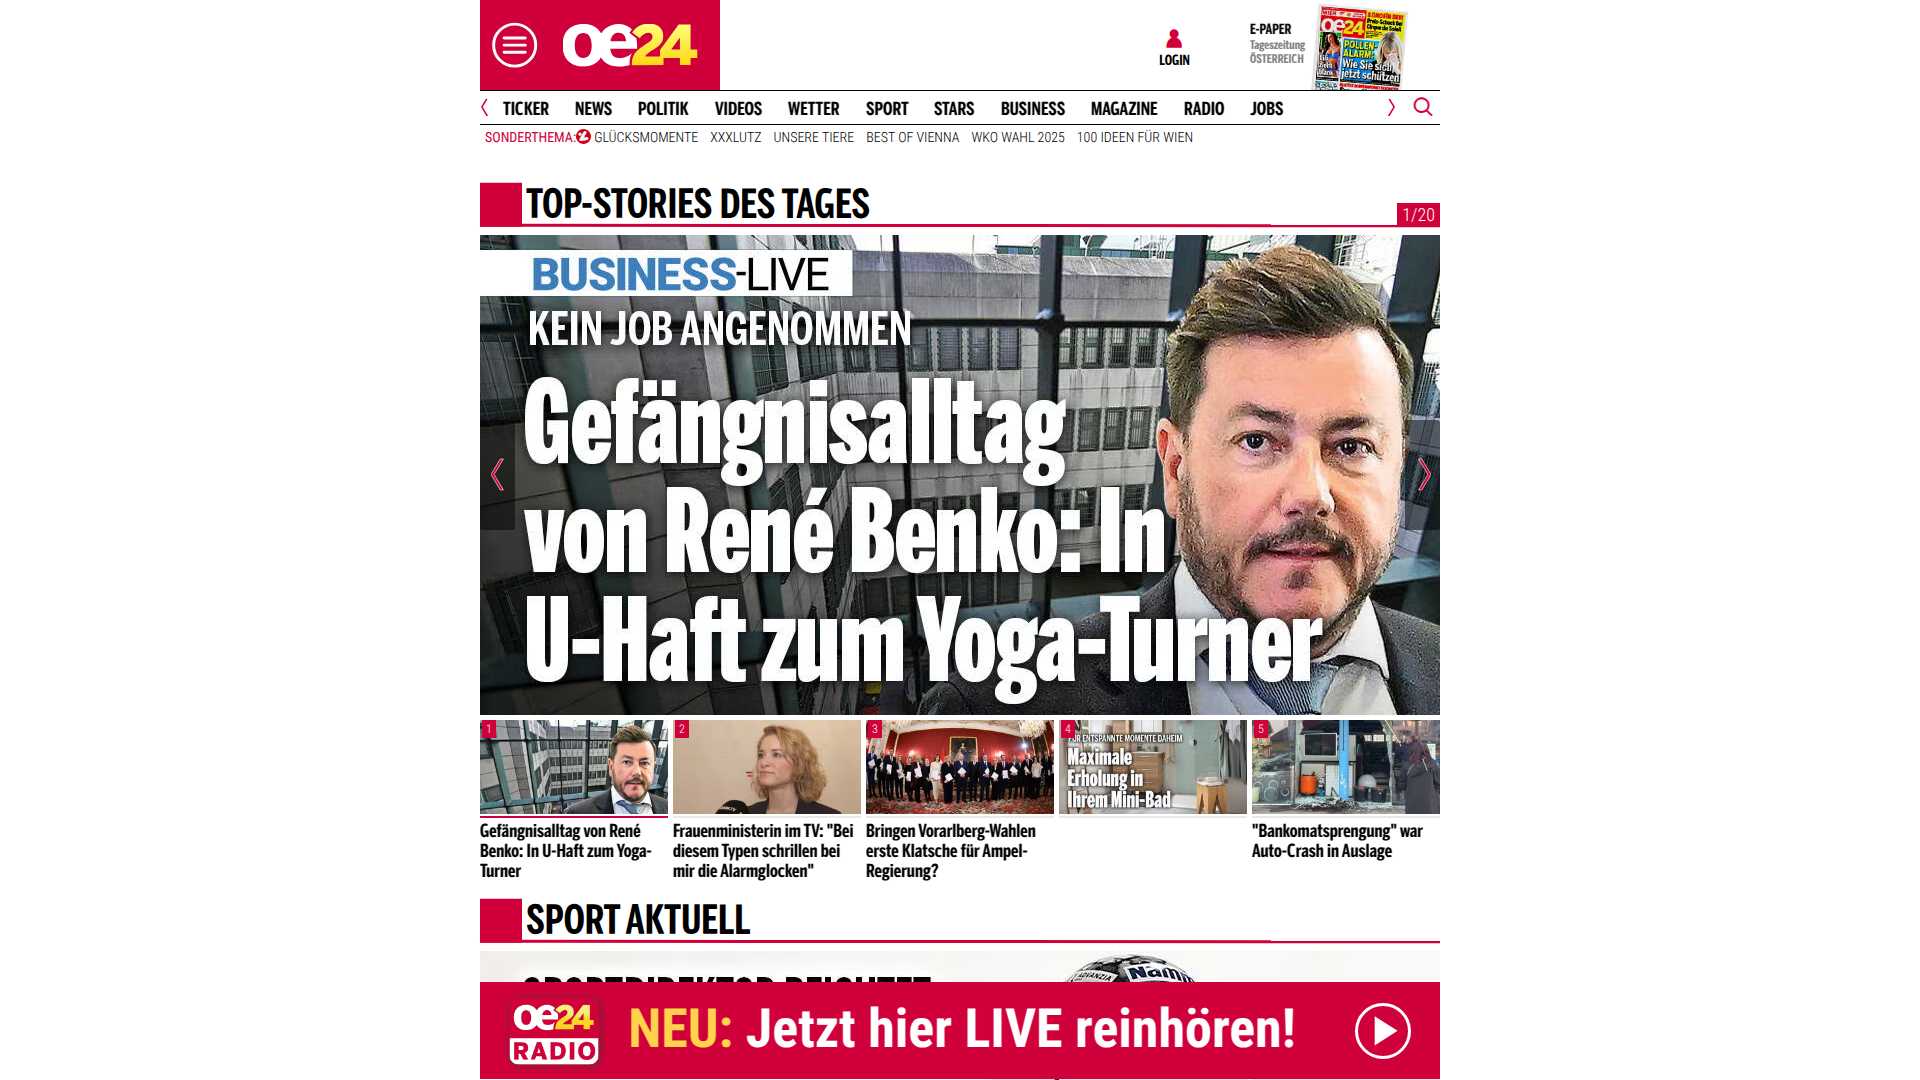 oe24
LOGIN
E-PAPER
Tageszeitung
ÖSTERREICH
oe24
POLLEN-
ALARM:
Wie Sie sich
jetzt schützen
TICKER NEWS POLITIK VIDEOS WETTER SPORT STARS BUSINESS MAGAZINE RADIO JOBS
SONDERTHEMA: GLÜCKSMOMENTE XXXLUTZ UNSERE TIERE BEST OF VIENNA WKO WAHL 2025 100 IDEEN FÜR WIEN
TOP-STORIES DES TAGES
1/20
BUSINESS-LIVE
KEIN JOB ANGENOMMEN
Gefängnisalltag
von René Benko: In
U-Haft zum Yoga-Turner
1
Gefängnisalltag von René
Benko: In U-Haft zum Yoga-
Turner
2
Frauenministerin im TV: "Bei
diesem Typen schrillen bei
mir die Alarmglocken"
3
Bringen Vorarlberg-Wahlen
erste Klatsche für Ampel-
Regierung?
4
FÜR ENTSPANNTE MOMENTE DAHEIM
Maximale
Erholung in
Ihrem Mini-Bad
5
"Bankomatsprengung" war
Auto-Crash in Auslage
SPORT AKTUELL
SPORTDIREKTOR BEICHTET
ADVANZIA
oe24
RADIO
NEU: Jetzt hier LIVE reinhören!